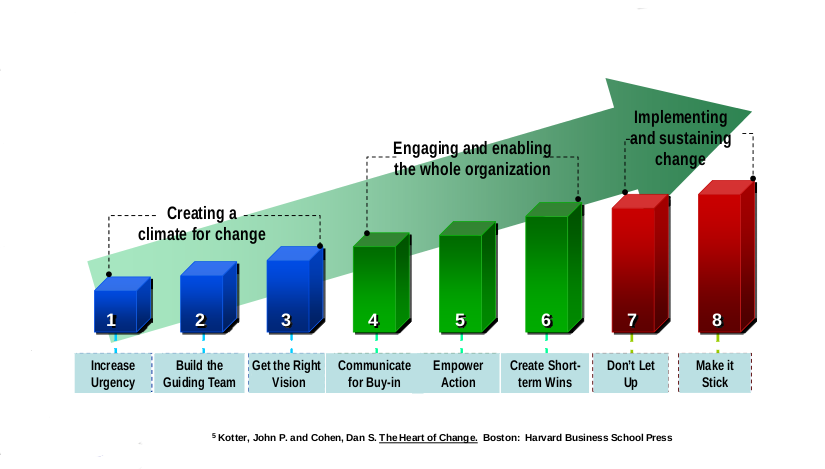 Implementing
and sustaining
change
Engaging and enabling
the whole organization
Creating a
climate for change
1
2
3
4
5
6
7
8
Increase
Urgency
Build the
Guiding Team
Get the Right
Vision
Communicate
for Buy-in
Empower
Action
Create Short-
term Wins
Don't Let
Up
Make it
Stick
5 Kotter, John P. and Cohen, Dan S. The Heart of Change. Boston: Harvard Business School Press